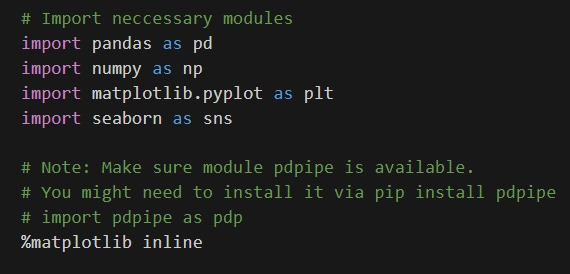 # Import neccessary modules
import pandas as pd
import numpy as np
import matplotlib.pyplot as plt
import seaborn as sns
# Note: Make sure module pdpipe is available.
# You might need to install it via pip install pdpipe
# import pdpipe as pdp
%matplotlib inline